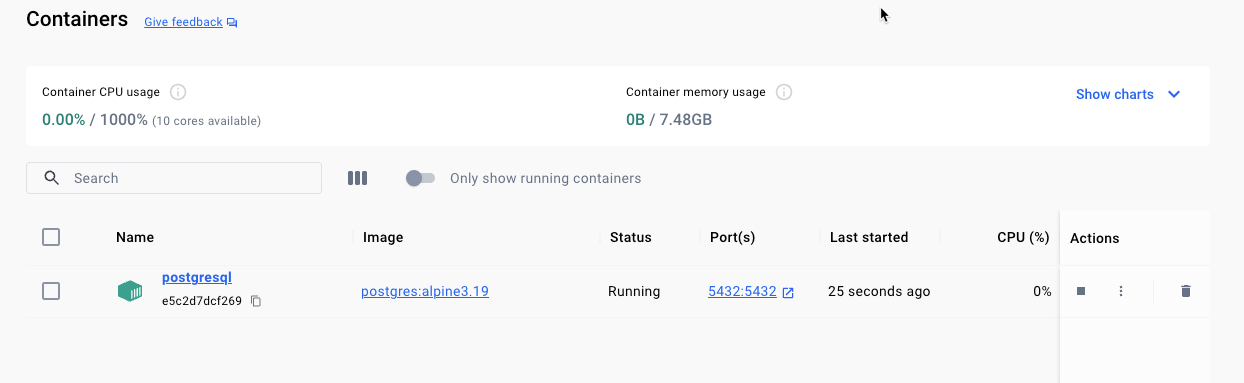 Containers Give feedback
Container CPU usage
0.00% / 1000% (10 cores available)
Container memory usage
0B / 7.48GB
Show charts
Search
Only show running containers
Name Image Status Port(s) Last started CPU (%) Actions
postgresql
e5c2d7dcf269
postgres:alpine3.19 Running 5432:5432 25 seconds ago 0%